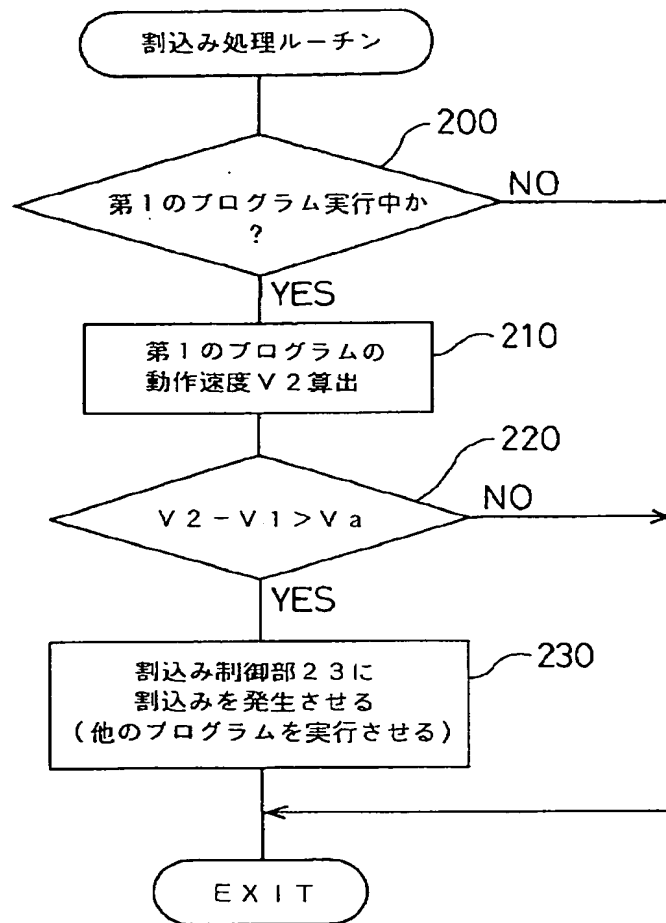 割込み処理ルーチン
200
第1のプログラム実行中か
?
NO
YES
210
第1のプログラムの
動作速度V2算出
220
V2-V1>Va
NO
YES
230
割込み制御部23に
割込みを発生させる
(他のプログラムを実行させる)
EXIT